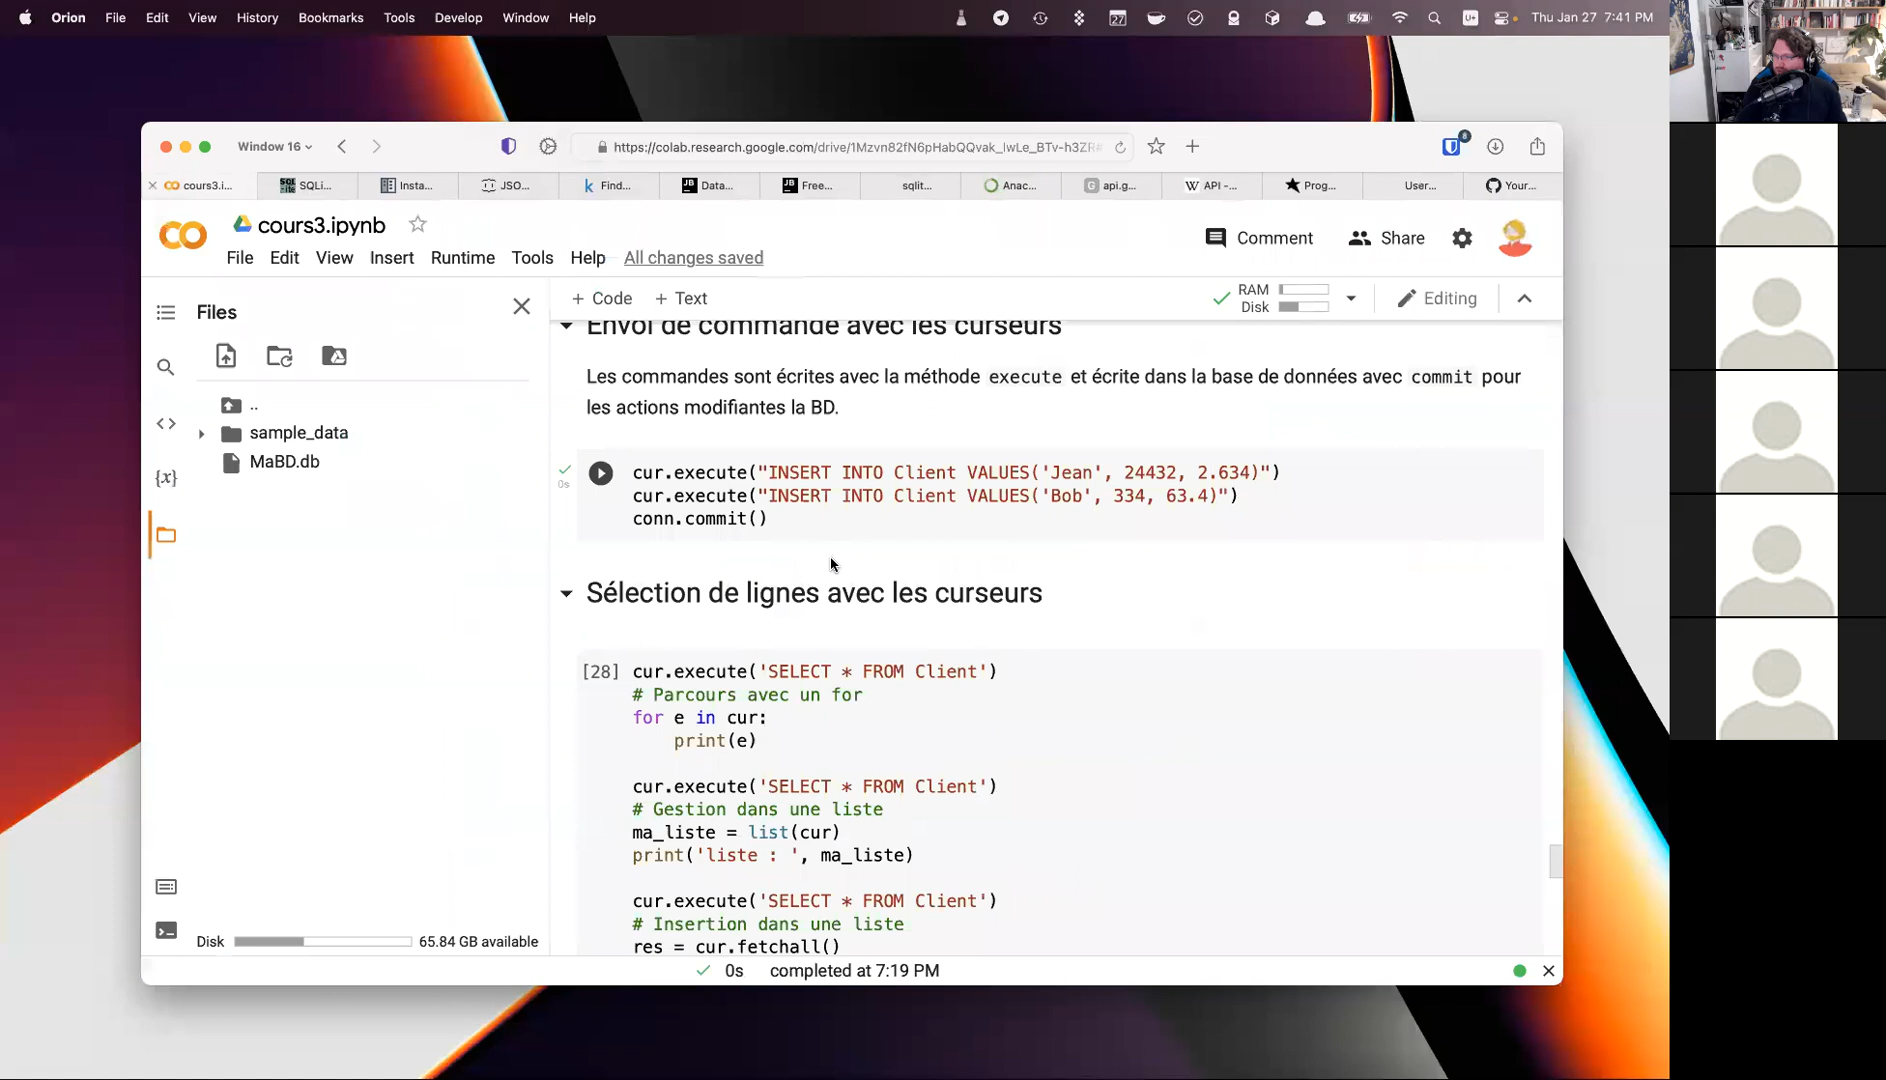 Orion File Edit View History Bookmarks Tools Develop Window Help 27 U+ Thu Jan 27 7:41 PM
Window 16 https://colab.research.google.com/drive/1Mzvn82fN6pHabQQvak_lwLe_BTv-h3ZR 8
cours3.i... SQLi... Insta... JSO... Find... Data... Free... sqlit... Anac... api.g... API -... Prog... User... Your...
cours3.ipynb
Comment Share
File Edit View Insert Runtime Tools Help All changes saved
Files
+ Code + Text
RAM
Disk
Editing
Envoi de commande avec les curseurs
Les commandes sont écrites avec la méthode execute et écrite dans la base de données avec commit pour
les actions modifiantes la BD.
..
sample_data
MaBD.db
0s
cur.execute("INSERT INTO Client VALUES('Jean', 24432, 2.634)")
cur.execute("INSERT INTO Client VALUES('Bob', 334, 63.4)")
conn.commit()
Sélection de lignes avec les curseurs
[28] cur.execute('SELECT * FROM Client')
# Parcours avec un for
for e in cur:
print(e)
cur.execute('SELECT * FROM Client')
# Gestion dans une liste
ma_liste = list(cur)
print('liste : ', ma_liste)
cur.execute('SELECT * FROM Client')
# Insertion dans une liste
res = cur.fetchall()
Disk 65.84 GB available
0s completed at 7:19 PM